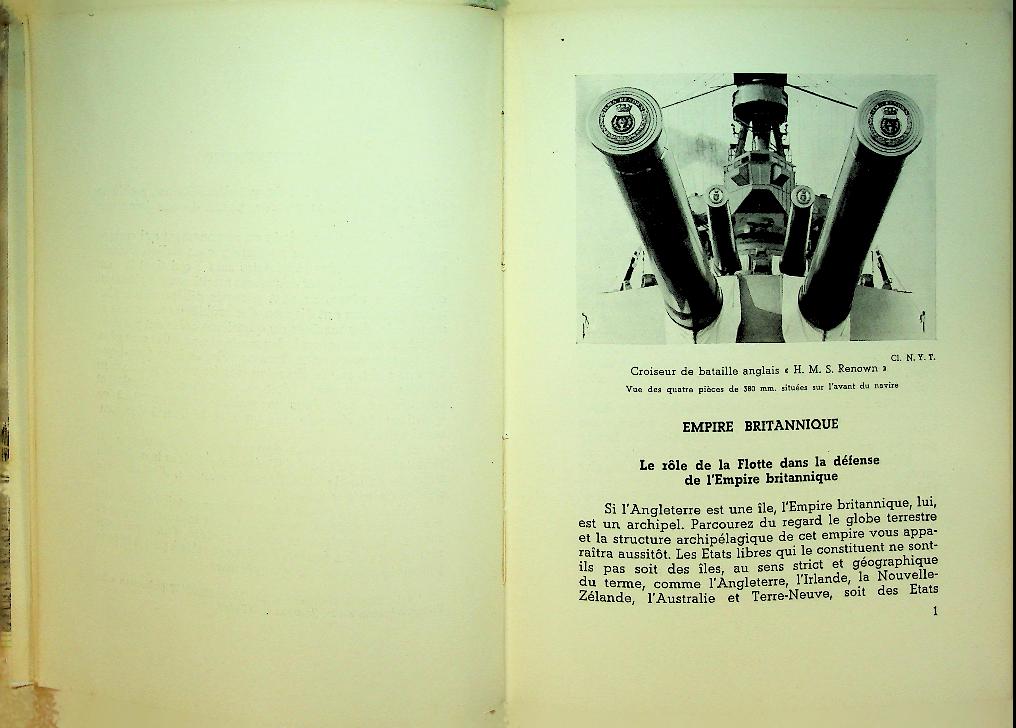 Cl. N. Y. T.
Croiseur de bataille anglais « H. M. S. Renown »
Vue des quatre pièces de 380 mm. situées sur l'avant du navire
EMPIRE BRITANNIQUE
Le rôle de la Flotte dans la défense
de l'Empire britannique
Si l'Angleterre est une île, l'Empire britannique, lui,
est un archipel. Parcourez du regard le globe terrestre
et la structure archipélagique de cet empire vous appa-
raîtra aussitôt. Les Etats libres qui le constituent ne sont-
ils pas soit des îles, au sens strict et géographique
du terme, comme l'Angleterre, l'Irlande, la Nouvelle-
Zélande, l'Australie et Terre-Neuve, soit des Etats
1